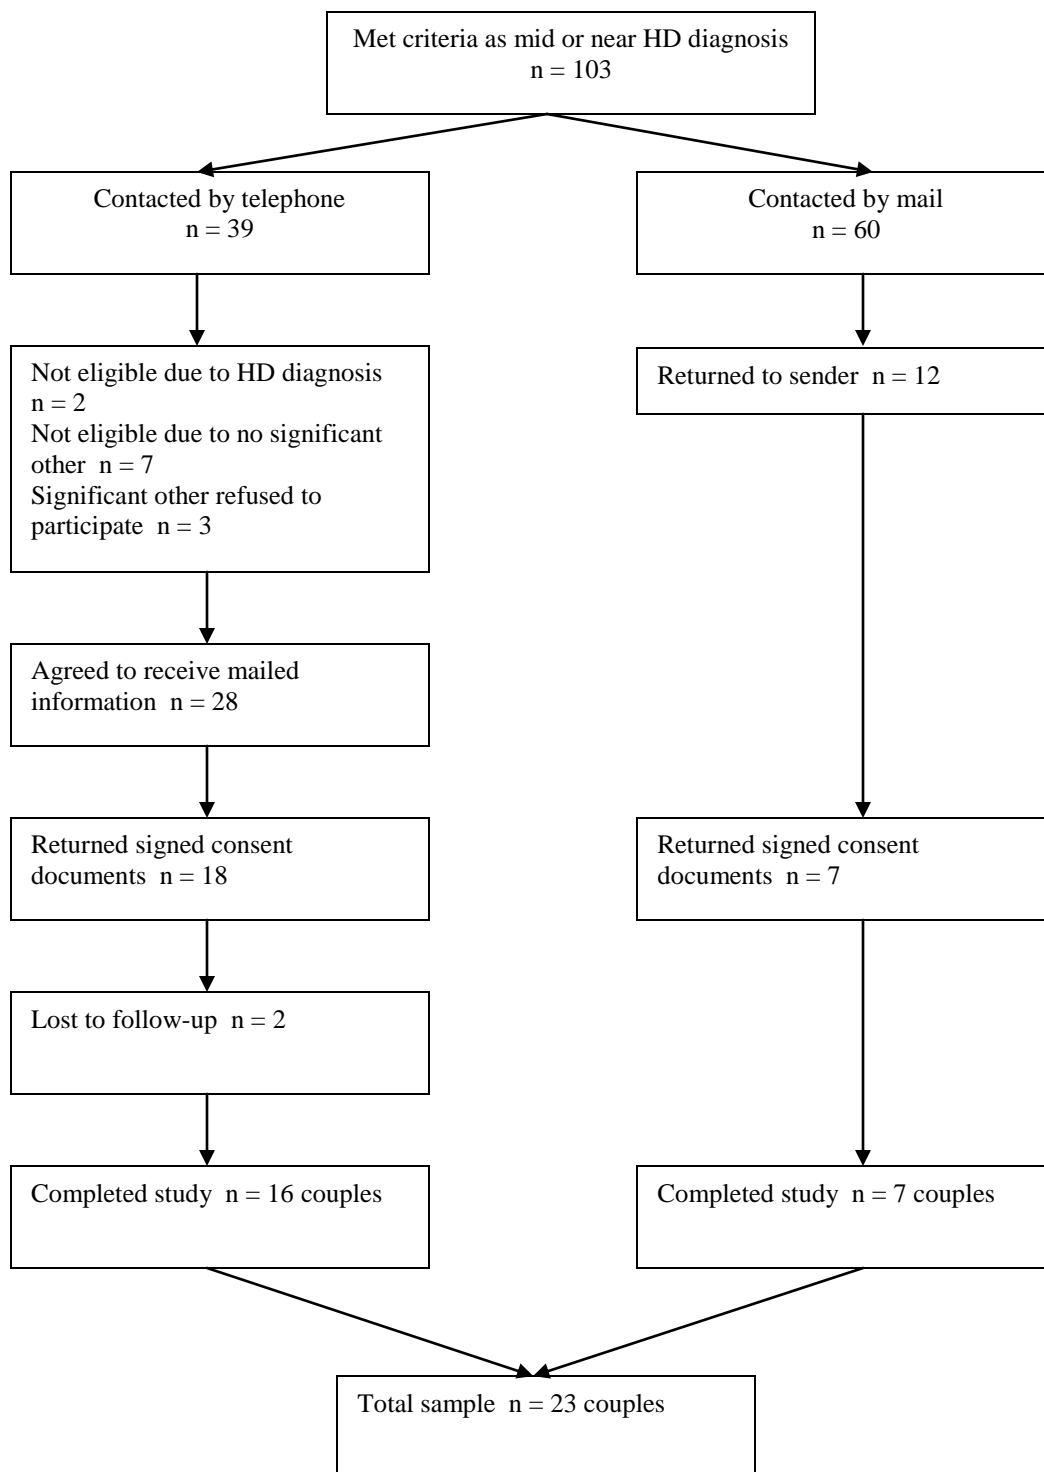 Met criteria as mid or near HD diagnosis
n = 103
Contacted by telephone
n = 39
Contacted by mail
n = 60
Not eligible due to HD diagnosis
n = 2
Not eligible due to no significant
other n = 7
Significant other refused to
participate n = 3
Returned to sender n = 12
Agreed to receive mailed
information n = 28
Returned signed consent
documents n = 18
Returned signed consent
documents n = 7
Lost to follow-up n = 2
Completed study n = 16 couples
Completed study n = 7 couples
Total sample n = 23 couples